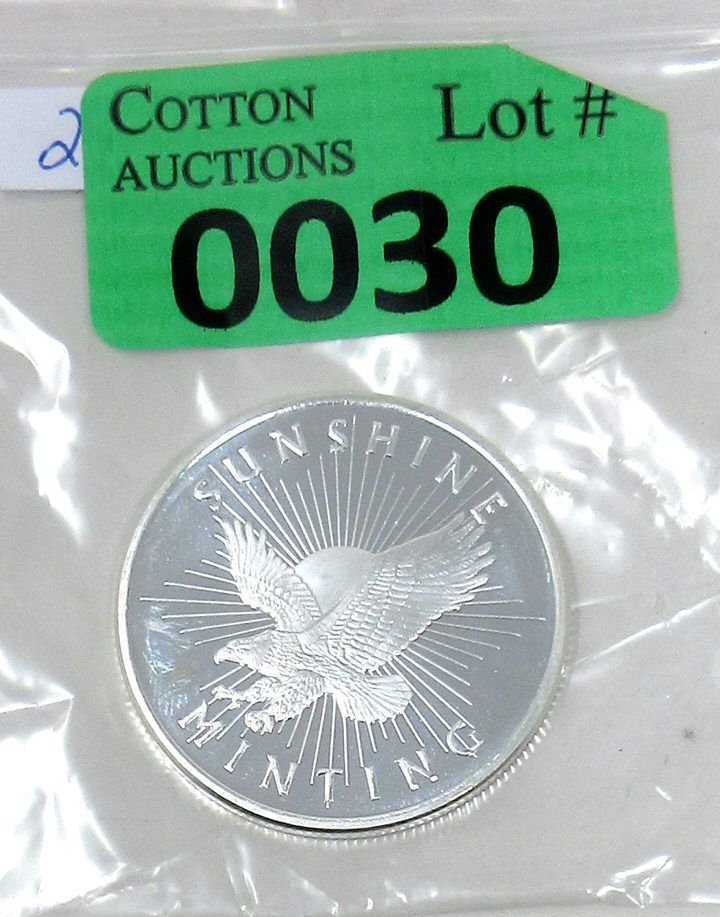 2
COTTON
AUCTIONS
Lot #
0030
SUNSHINE
MINTING